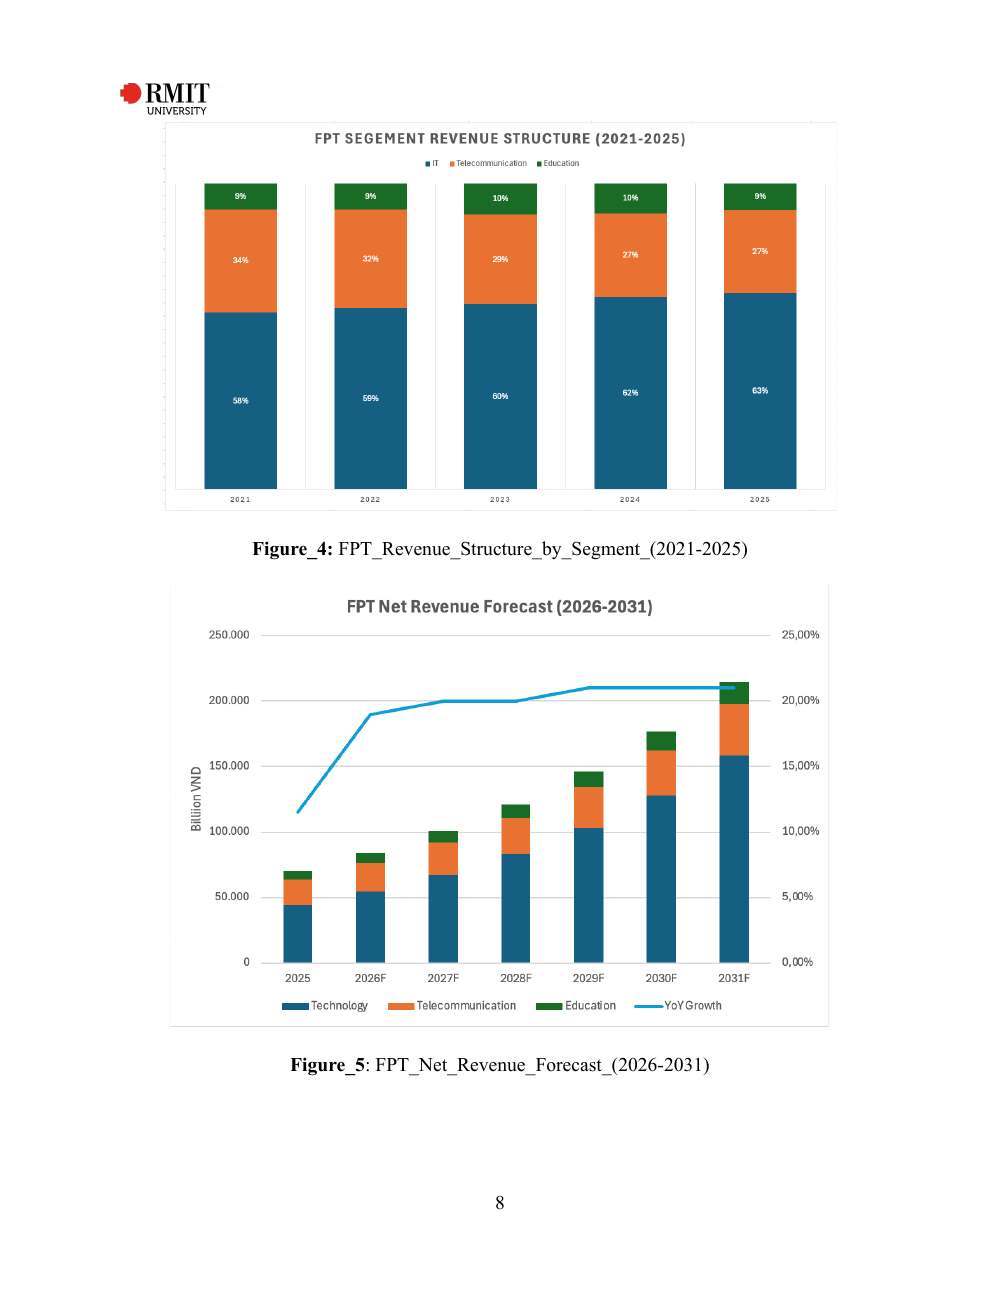 RMIT
UNIVERSITY
FPT SEGEMENT REVENUE STRUCTURE (2021-2025)
IT Telecommunication Education
9% 9% 10% 10% 9%
34% 32% 29% 27% 27%
58% 59% 60% 62% 63%
2021 2022 2023 2024 2025
Figure_4: FPT_Revenue_Structure_by_Segment_(2021-2025)
FPT Net Revenue Forecast (2026-2031)
250.000 25,00%
200.000 20,00%
150.000 15,00%
Billiion VND
100.000 10,00%
50.000 5,00%
0 0,00%
2025 2026F 2027F 2028F 2029F 2030F 2031F
Technology Telecommunication Education YoY Growth
Figure_5: FPT_Net_Revenue_Forecast_(2026-2031)
8